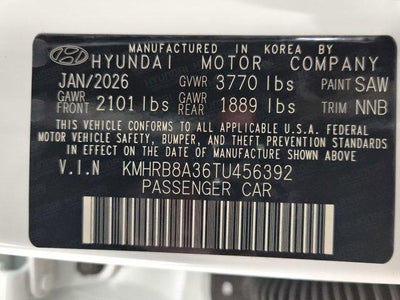 MANUFACTURED IN KOREA BY
HYUNDAI MOTOR COMPANY
JAN/2026 GVWR 3770 lbs PAINT SAW
GAWR FRONT 2101 lbs GAWR REAR 1889 lbs TRIM NNB
THIS VEHICLE CONFORMS TO ALL APPLICABLE U.S.A. FEDERAL
MOTOR VEHICLE SAFETY, BUMPER, AND THEFT PREVENTION STANDARDS
IN EFFECT ON THE DATE OF MANUFACTURE SHOWN ABOVE.
V.I.N KMHRB8A36TU456392
PASSENGER CAR